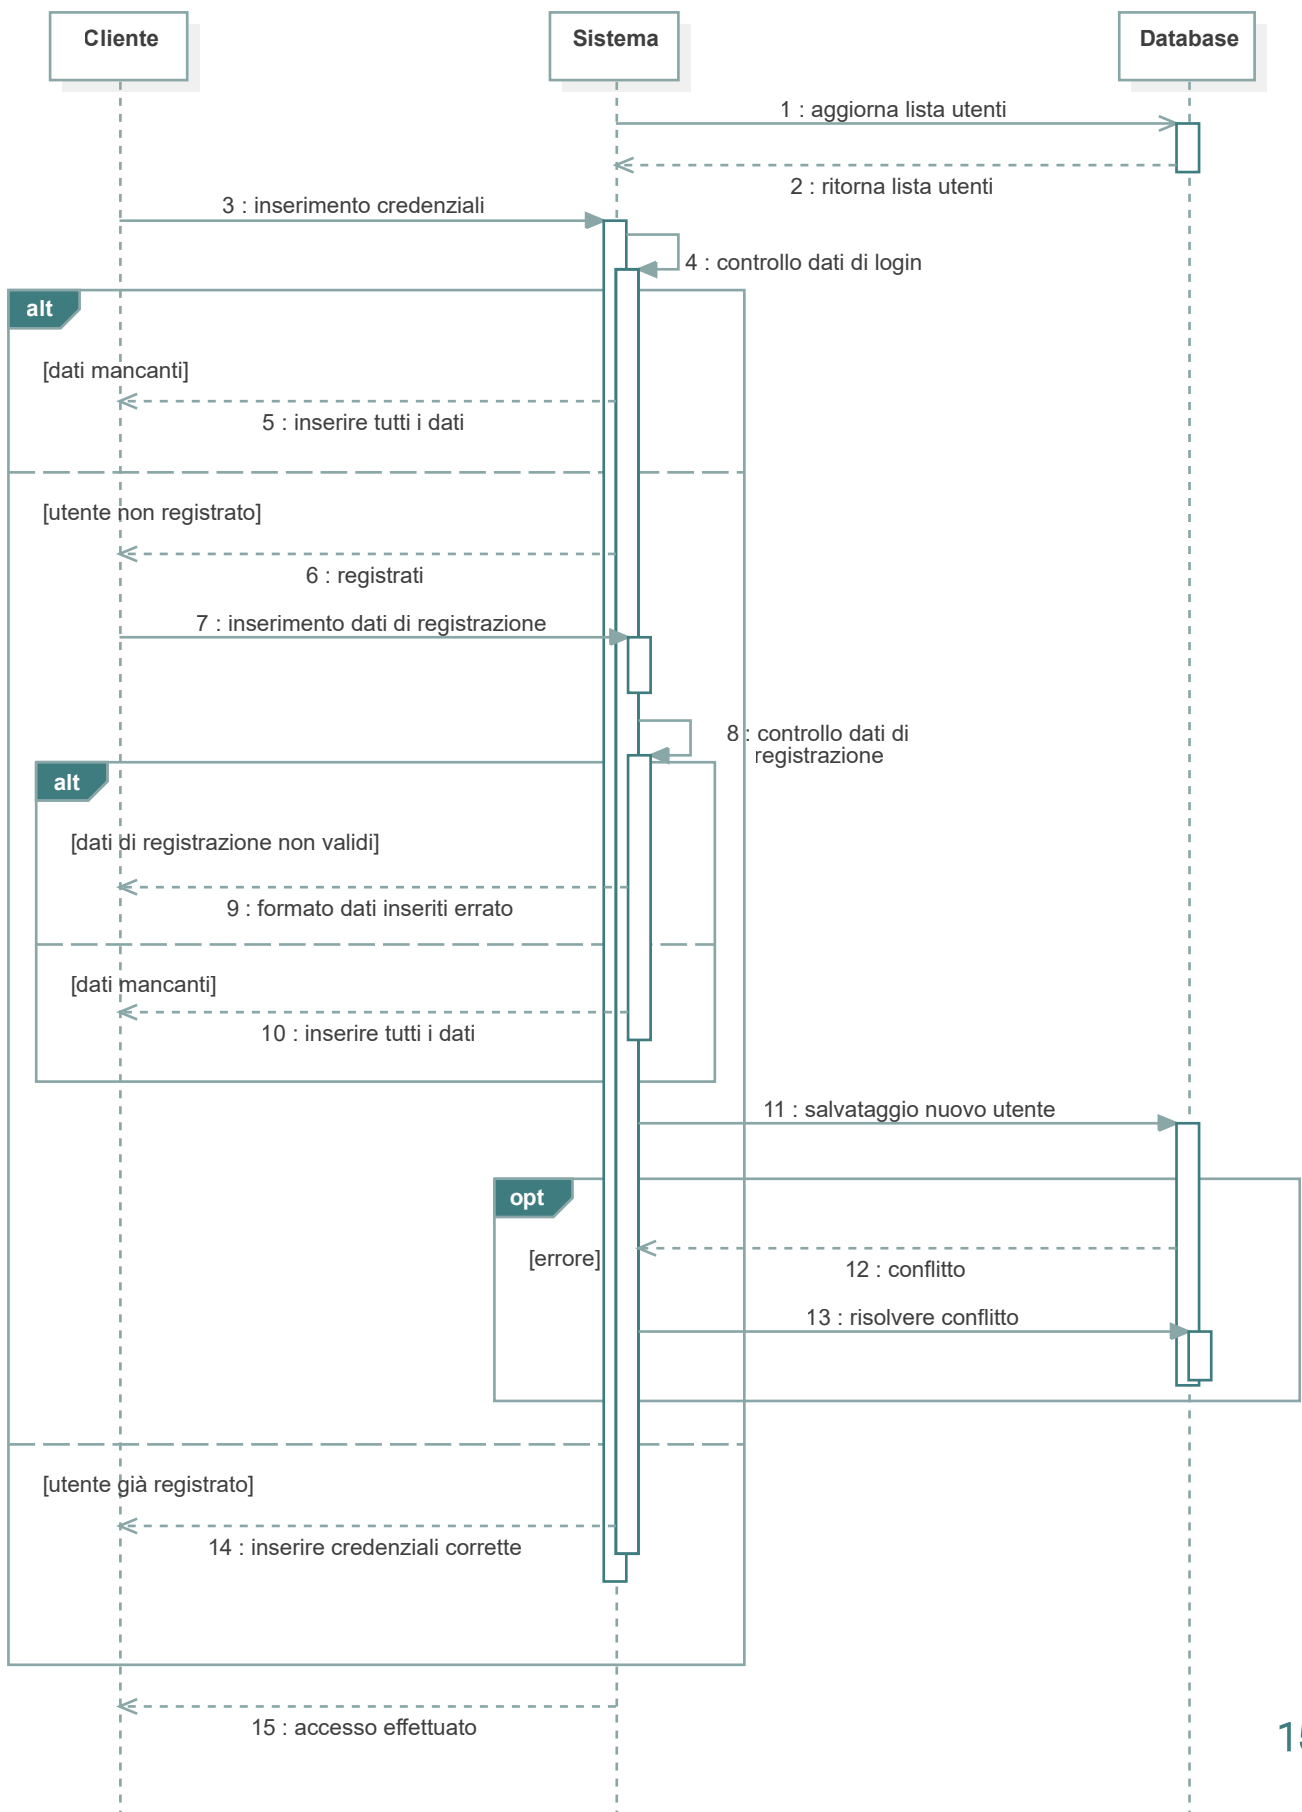 Cliente
Sistema
Database
1 : aggiorna lista utenti
2 : ritorna lista utenti
3 : inserimento credenziali
4 : controllo dati di login
alt
[dati mancanti]
5 : inserire tutti i dati
[utente non registrato]
6 : registrati
7 : inserimento dati di registrazione
8 : controllo dati di
registrazione
alt
[dati di registrazione non validi]
9 : formato dati inseriti errato
[dati mancanti]
10 : inserire tutti i dati
11 : salvataggio nuovo utente
opt
[errore]
12 : conflitto
13 : risolvere conflitto
[utente già registrato]
14 : inserire credenziali corrette
15 : accesso effettuato
15